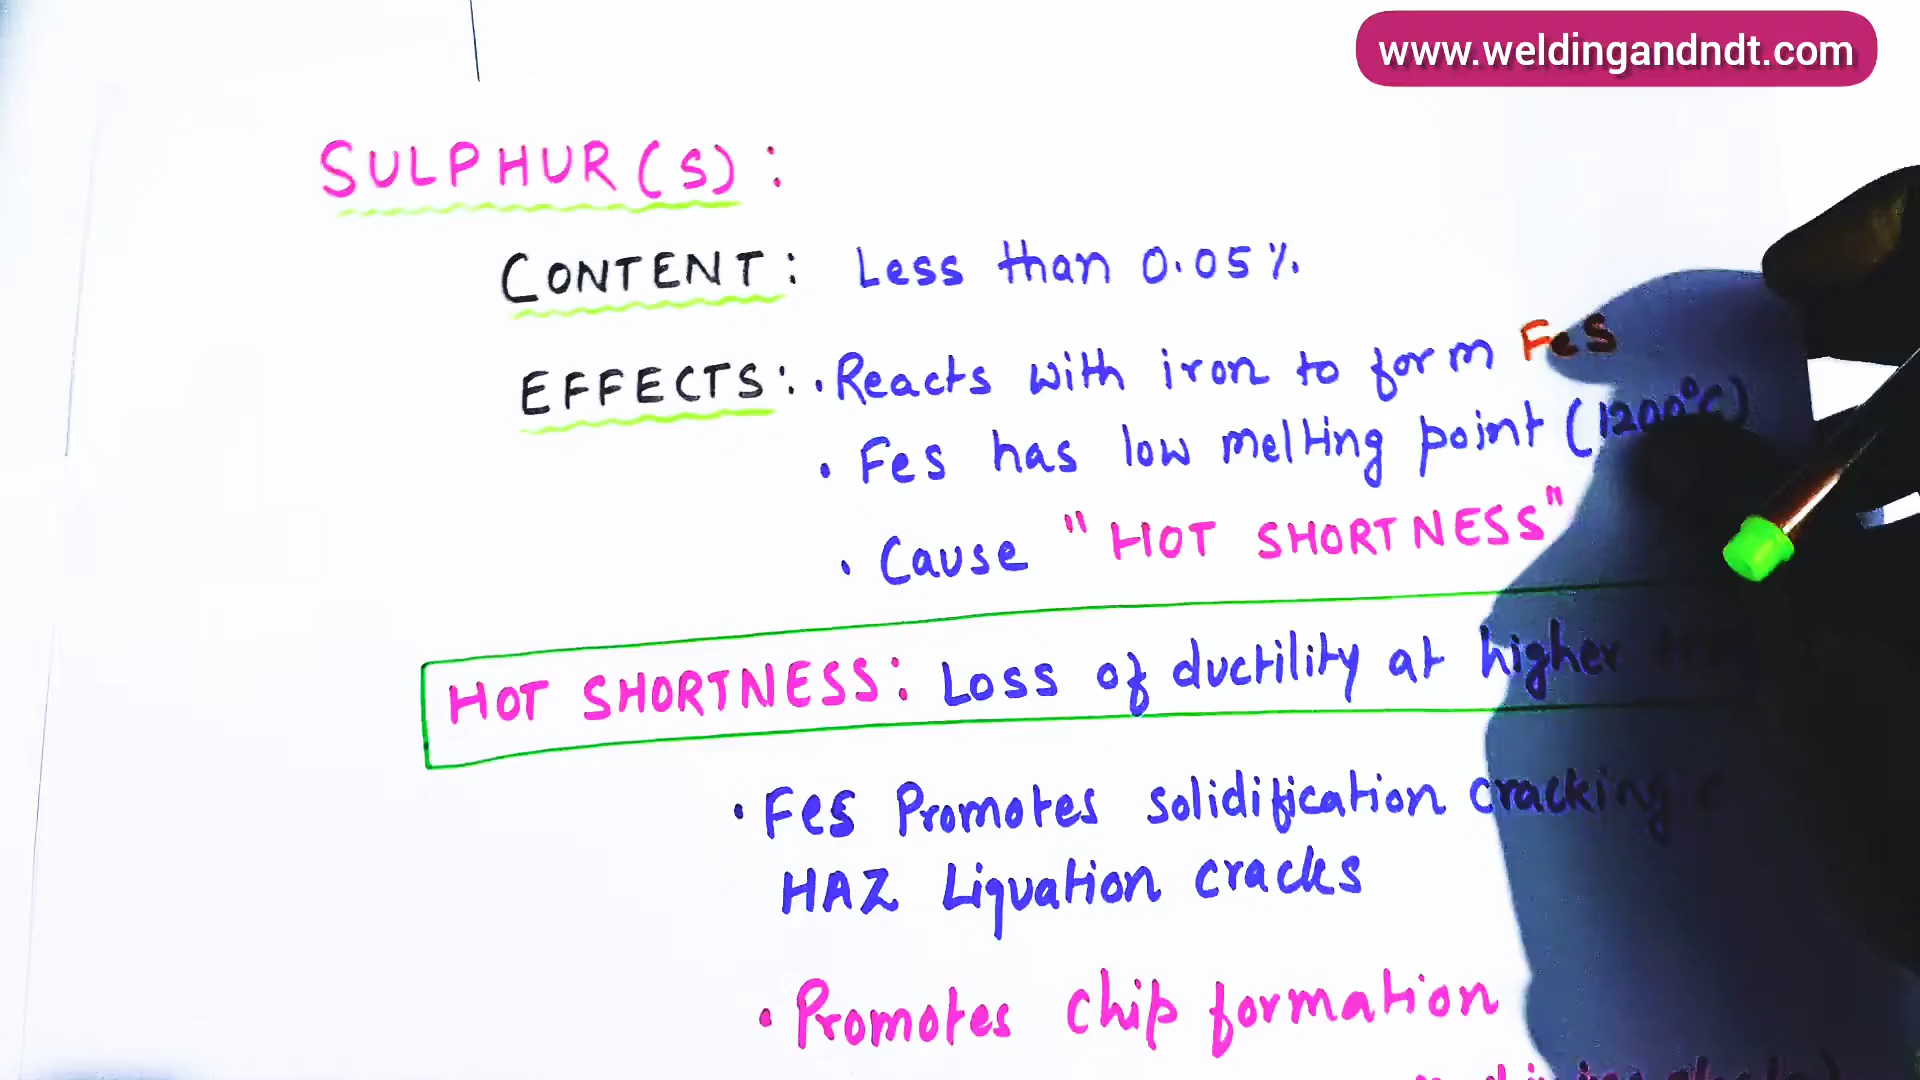 www.weldingandndt.com
SULPHUR(S):
CONTENT: Less than 0.05%.
EFFECTS: • Reacts with iron to form FeS
• Fes has low melting point (1200°C)
• Cause "HOT SHORTNESS"
HOT SHORTNESS: Loss of ductility at higher
• FeS Promotes solidification cracking
HAZ Liquation cracks
• Promotes chip formation